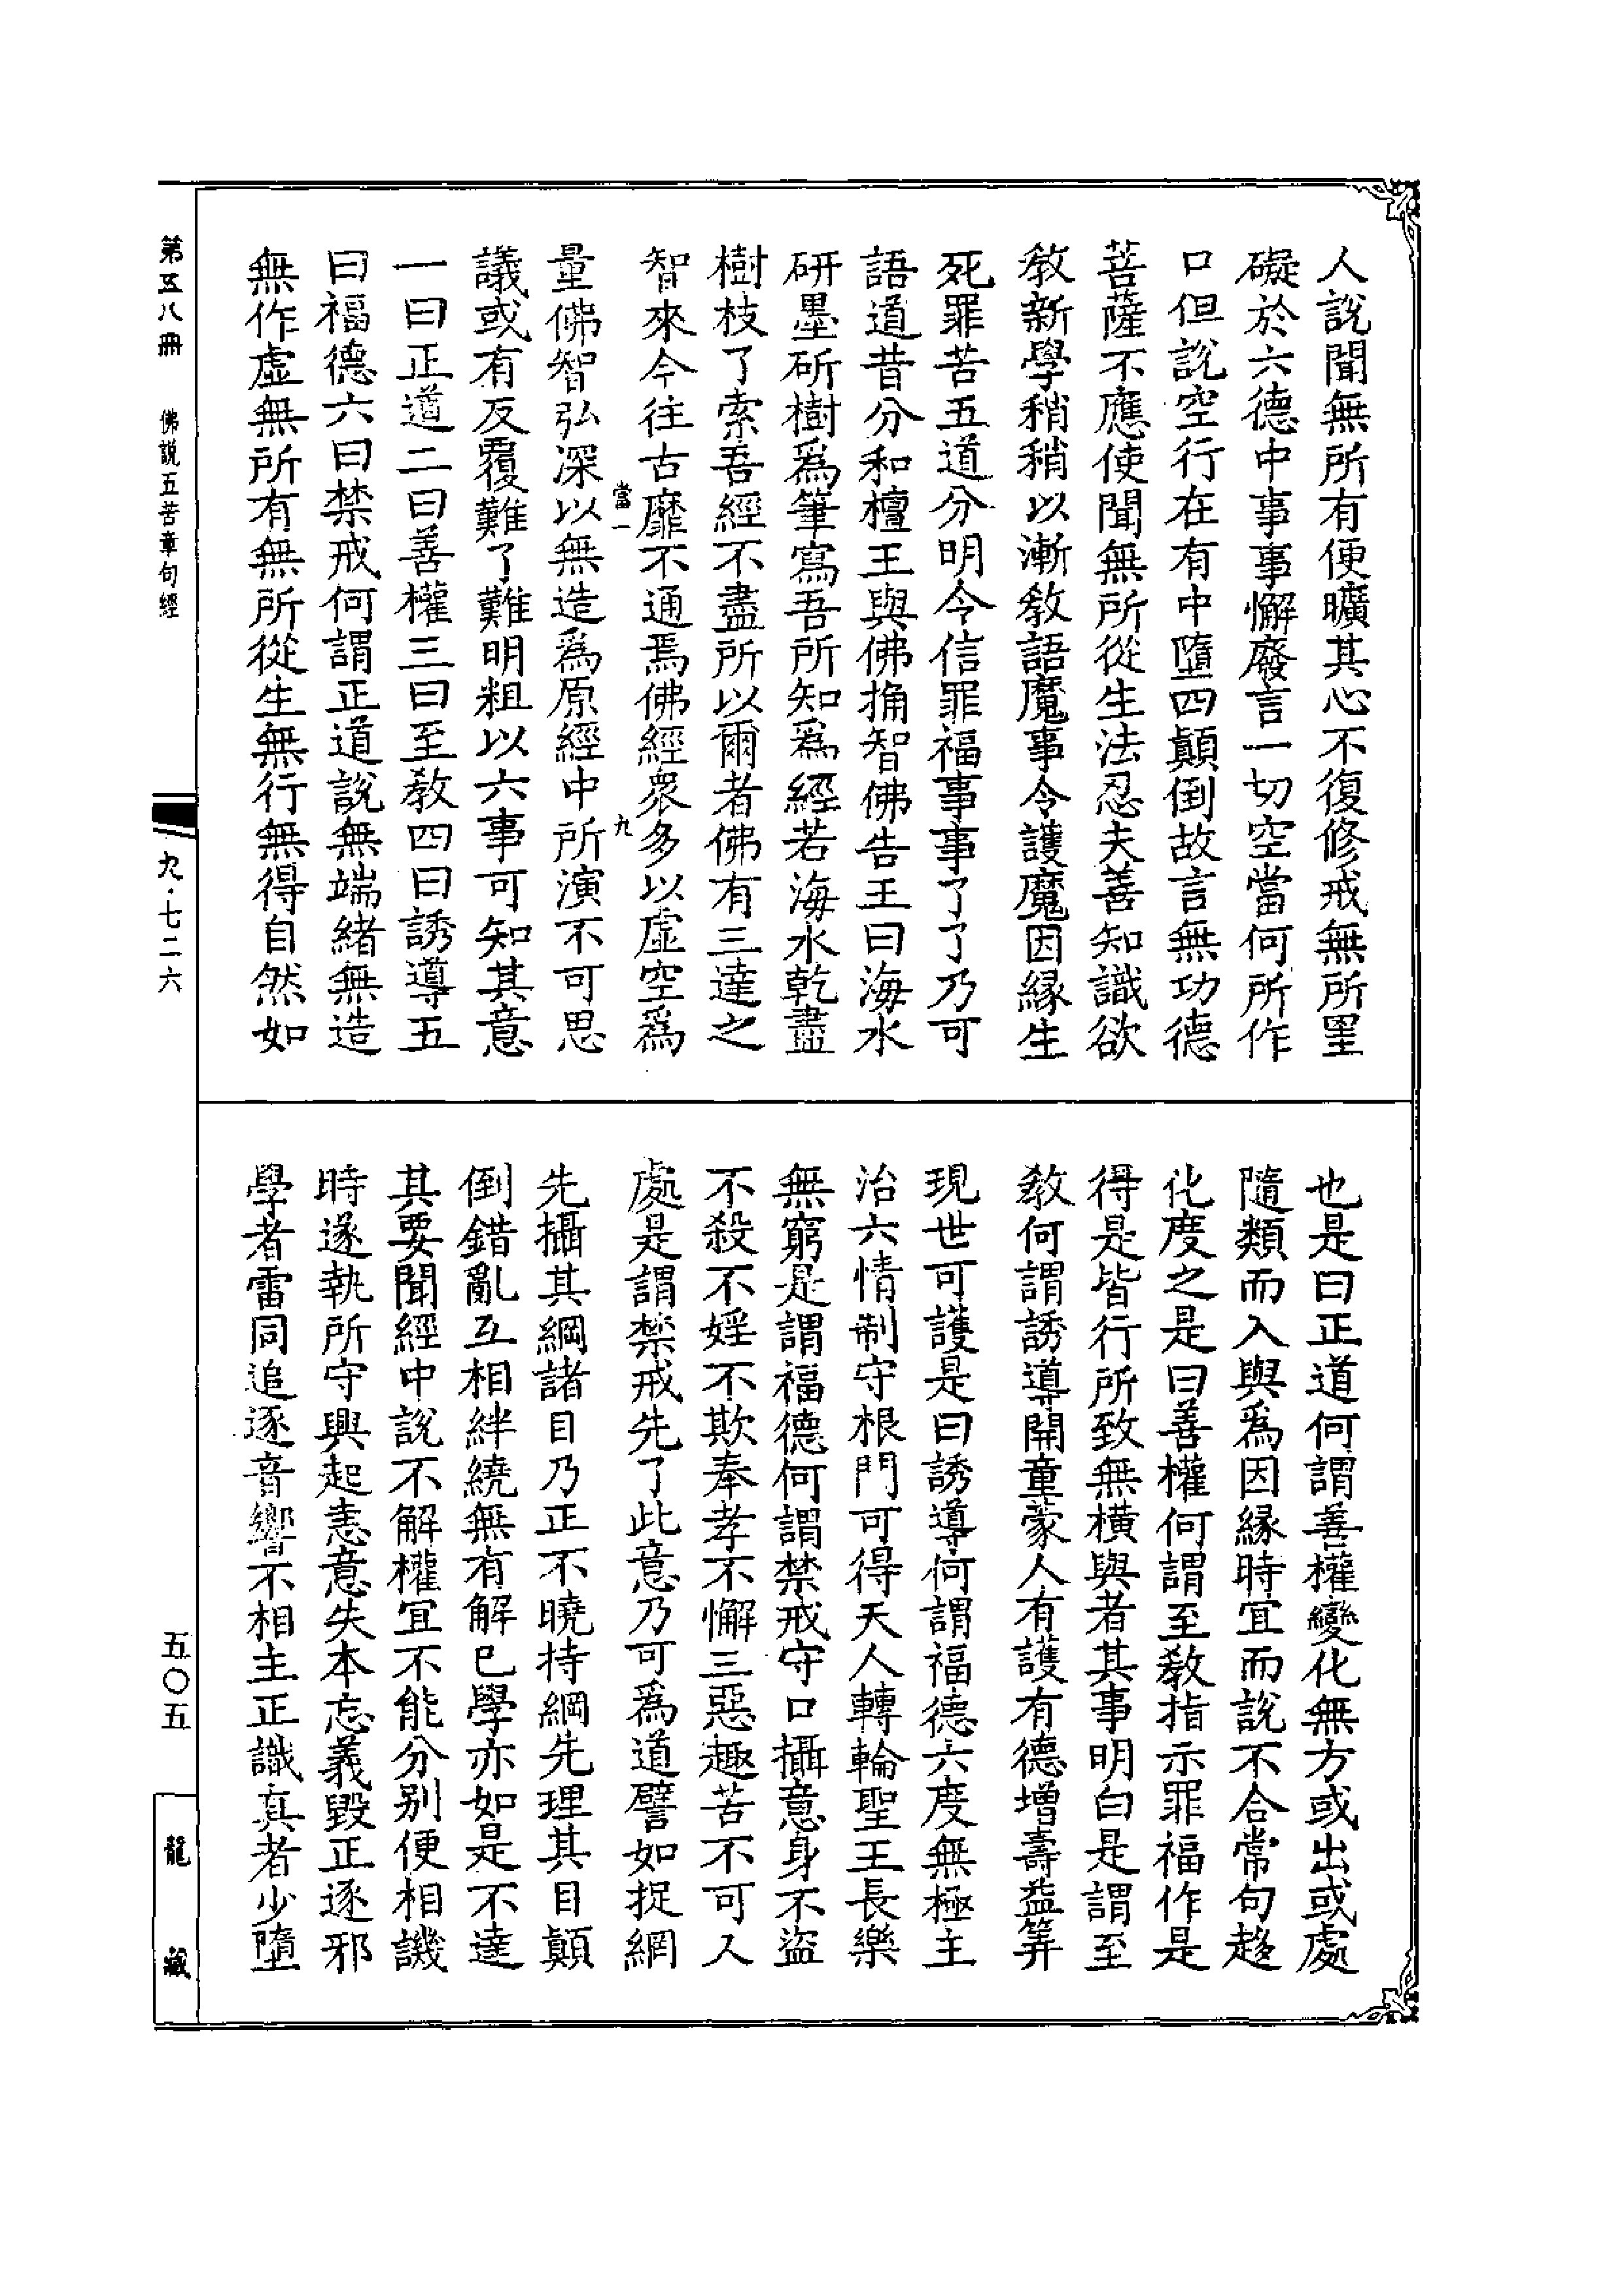 人說聞無所有便曠其心不復修戒無所罣
礙於六德中事事懈廢言一切空當何所作
口但說空行在有中墮四顛倒故言無功德
菩薩不應使聞無所從生法忍夫善知識欲
教新學稍稍以漸教語魔事令護魔因緣生
死罪苦五道分明令信罪福事事了了乃可
語道昔分和檀王與佛捔智佛告王曰海水
研墨斫樹爲筆寫吾所知爲經若海水乾盡
樹枝了索吾經不盡所以爾者佛有三達之
智來今往古靡不通焉佛經衆多以虛空爲
當一　九
量佛智弘深以無造爲原經中所演不可思
議或有反覆難了難明粗以六事可知其意
一曰正道二曰善權三曰至教四曰誘導五
曰福德六曰禁戒何謂正道說無端緒無造
無作虛無所有無所從生無行無得自然如
也是曰正道何謂善權變化無方或出或處
隨類而入與爲因緣時宜而說不合常句趍
化度之是曰善權何謂至教指示罪福作是
得是皆行所致無橫與者其事明白是謂至
教何謂誘導開童蒙人有護有德增壽益筭
現世可護是曰誘導何謂福德六度無極主
治六情制守根門可得天人轉輪聖王長樂
無窮是謂福德何謂禁戒守口攝意身不盜
不殺不婬不欺奉孝不懈三惡趣苦不可入
處是謂禁戒先了此意乃可爲道譬如捉網
先攝其綱諸目乃正不曉持綱先理其目顛
倒錯亂互相絆繞無有解已學亦如是不達
其要聞經中說不解權宜不能分別便相譏
時遂執所守興起恚意失本忘義毀正逐邪
學者雷同追逐音響不相主正識真者少墮
第五八冊　佛説五苦章句經
九·七二六
五〇五
龍藏